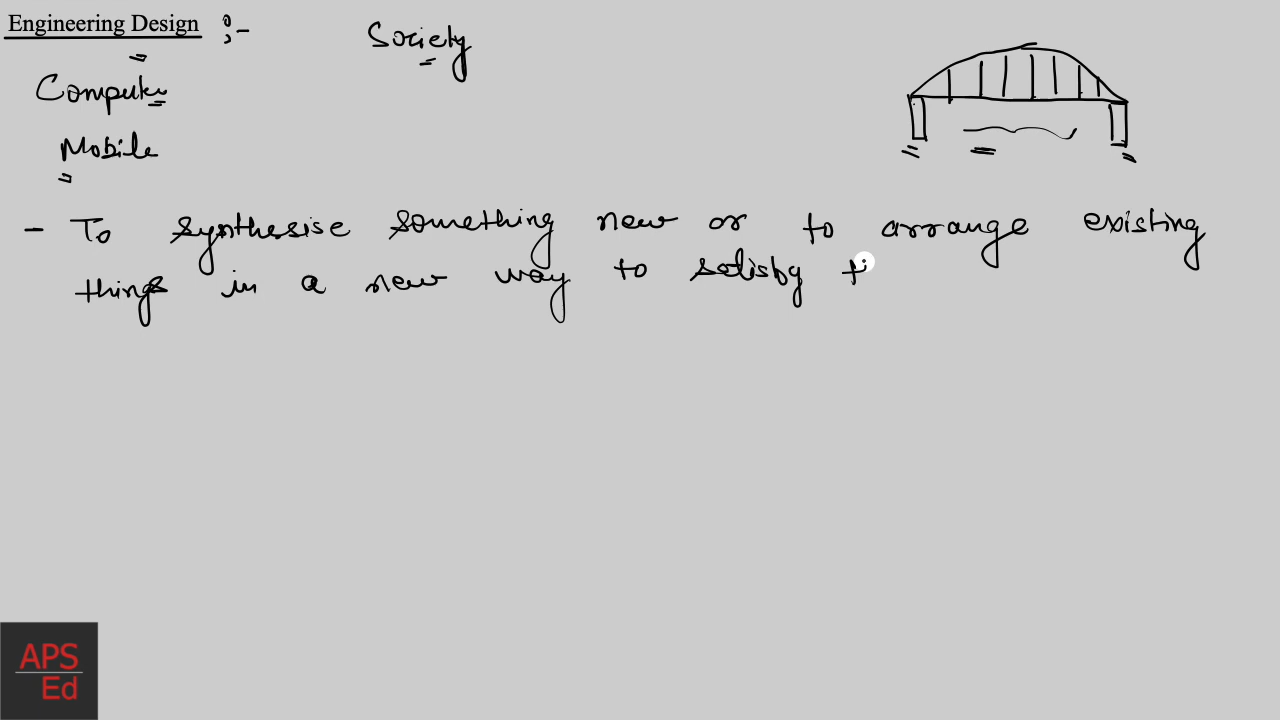 Engineering Design :-
Society
Computer
Mobile
- To synthesise something new or to arrange existing
things in a new way to satisfy
APS
Ed